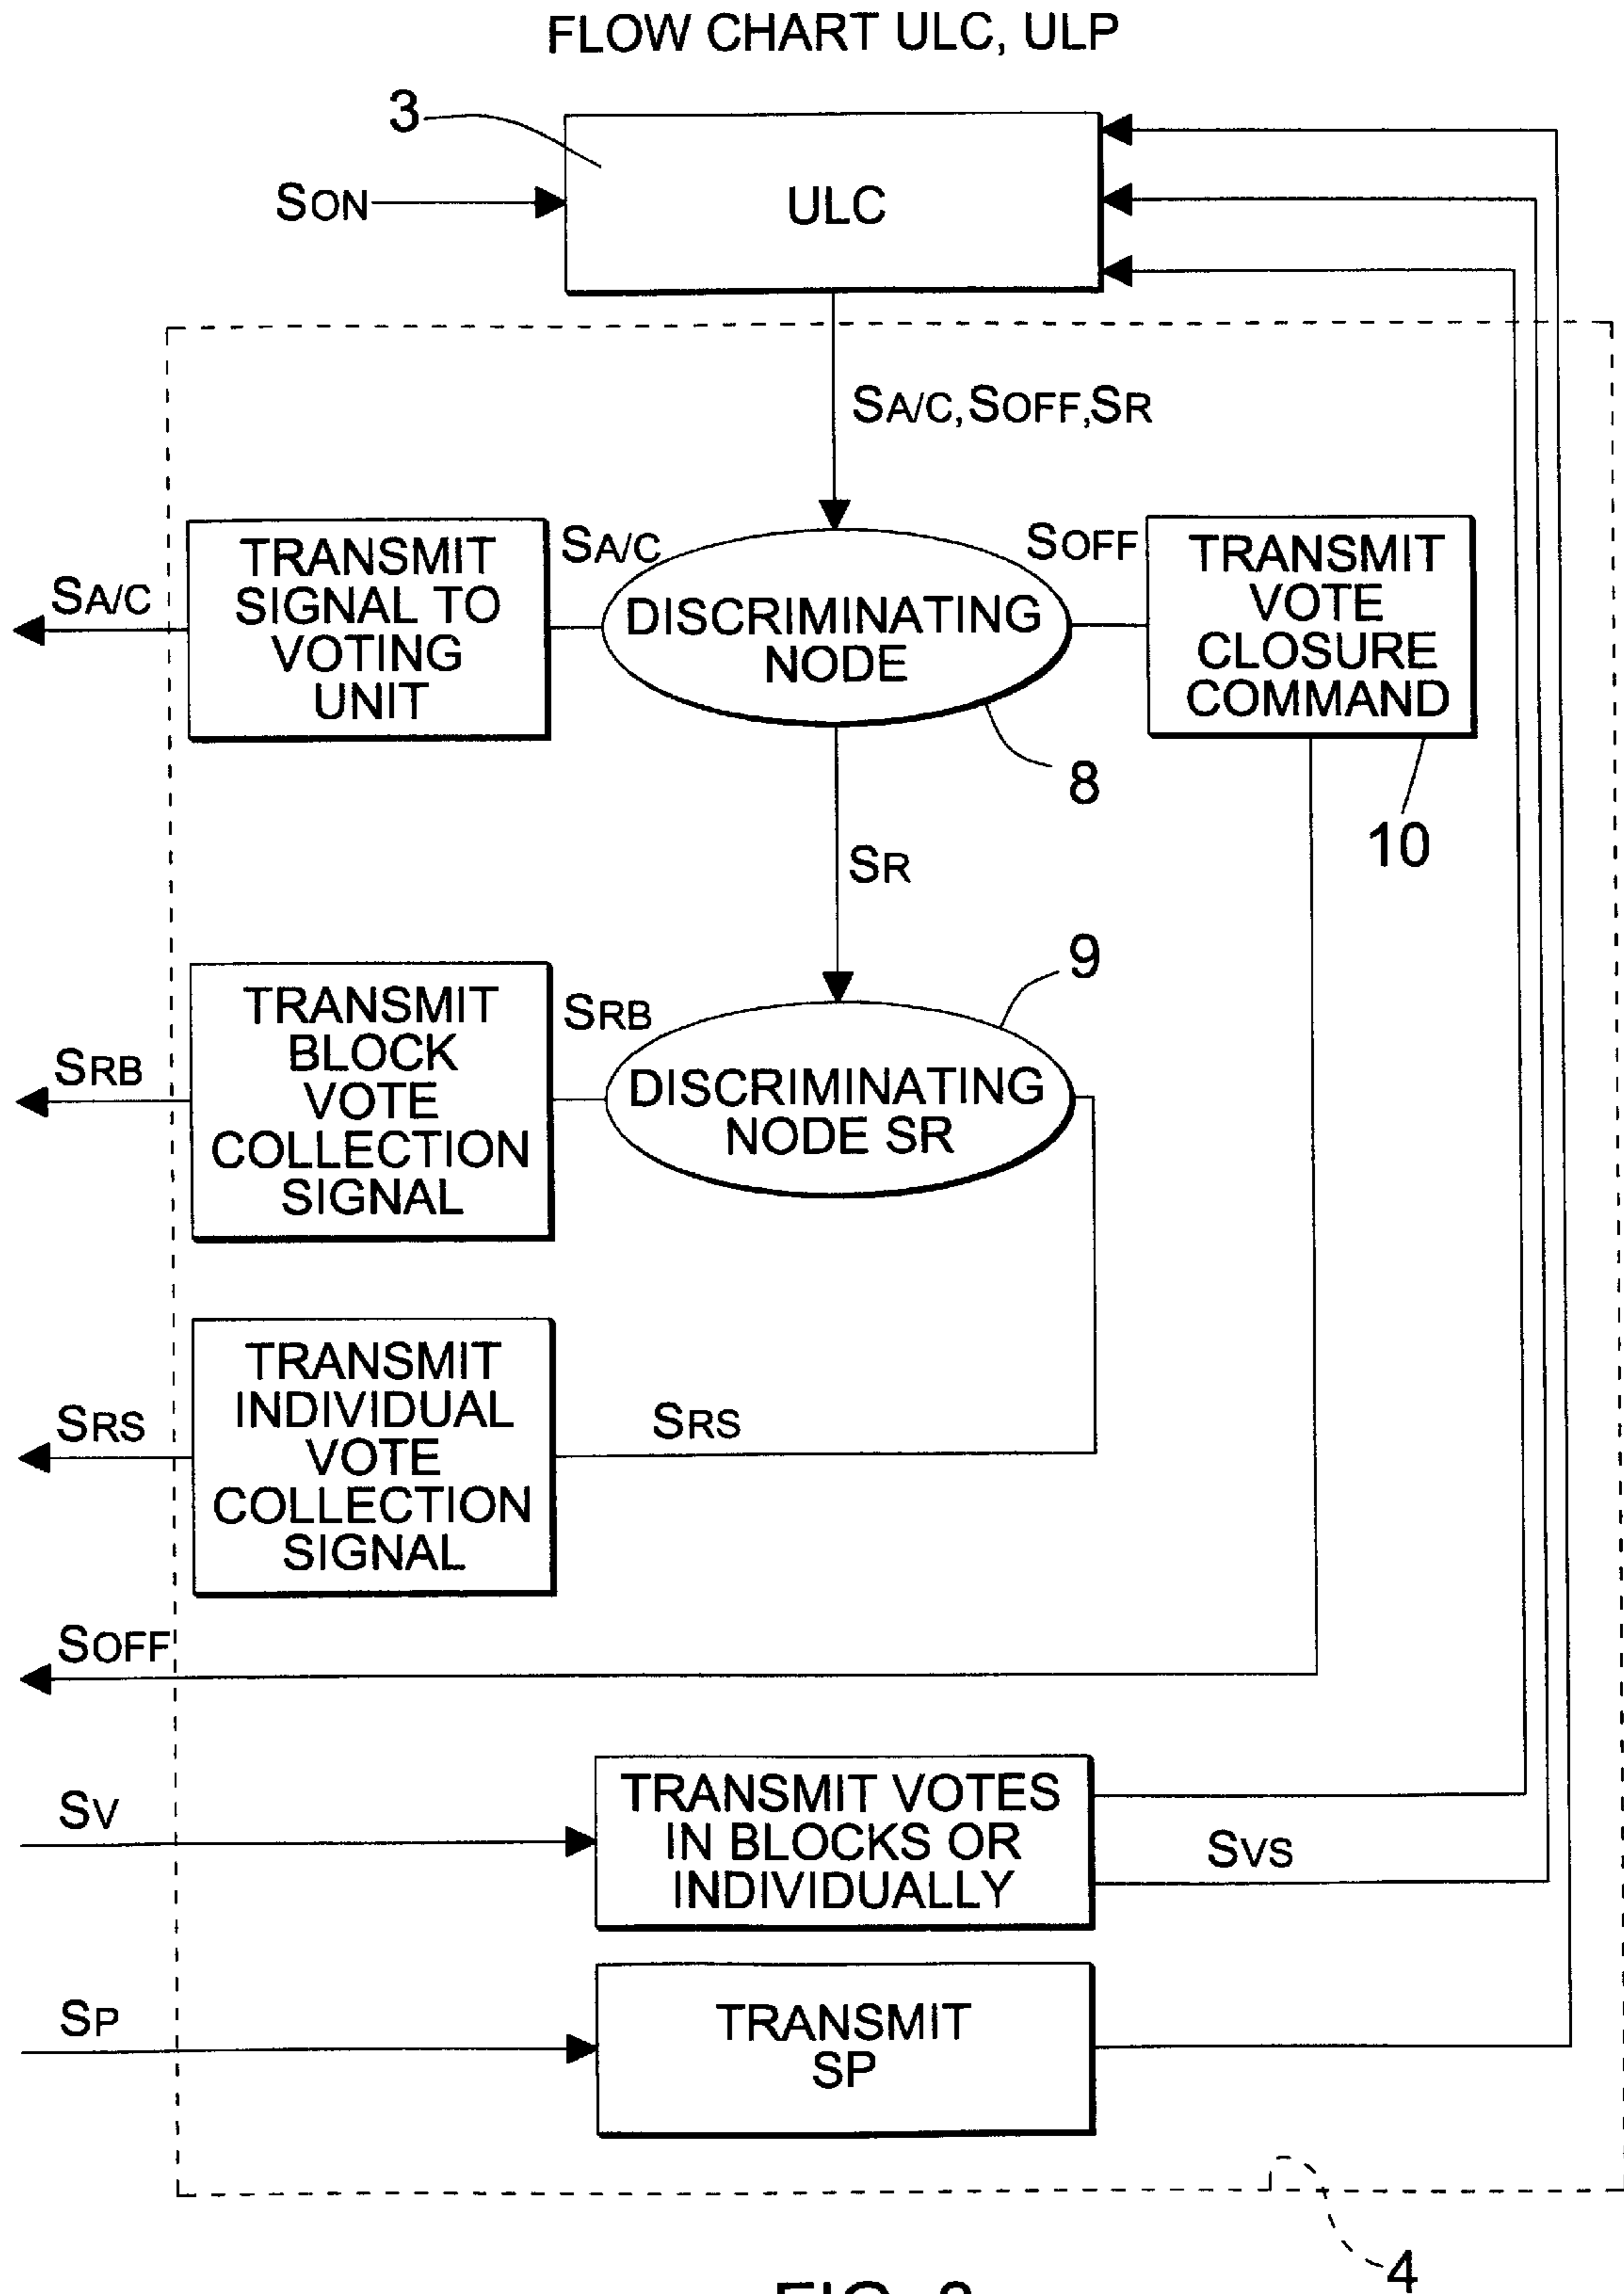 FLOW CHART ULC, ULP
3
SON
ULC
SA/C, SOFF, SR
TRANSMIT
SIGNAL TO
VOTING
UNIT
SA/C
SA/C
DISCRIMINATING
NODE
SOFF
TRANSMIT
VOTE
CLOSURE
COMMAND
8
10
SR
9
TRANSMIT
BLOCK
VOTE
COLLECTION
SIGNAL
SRB
SRB
DISCRIMINATING
NODE SR
TRANSMIT
INDIVIDUAL
VOTE
COLLECTION
SIGNAL
SRS
SRS
SOFF
SV
TRANSMIT VOTES
IN BLOCKS OR
INDIVIDUALLY
SVS
SP
TRANSMIT
SP
4
FIG.